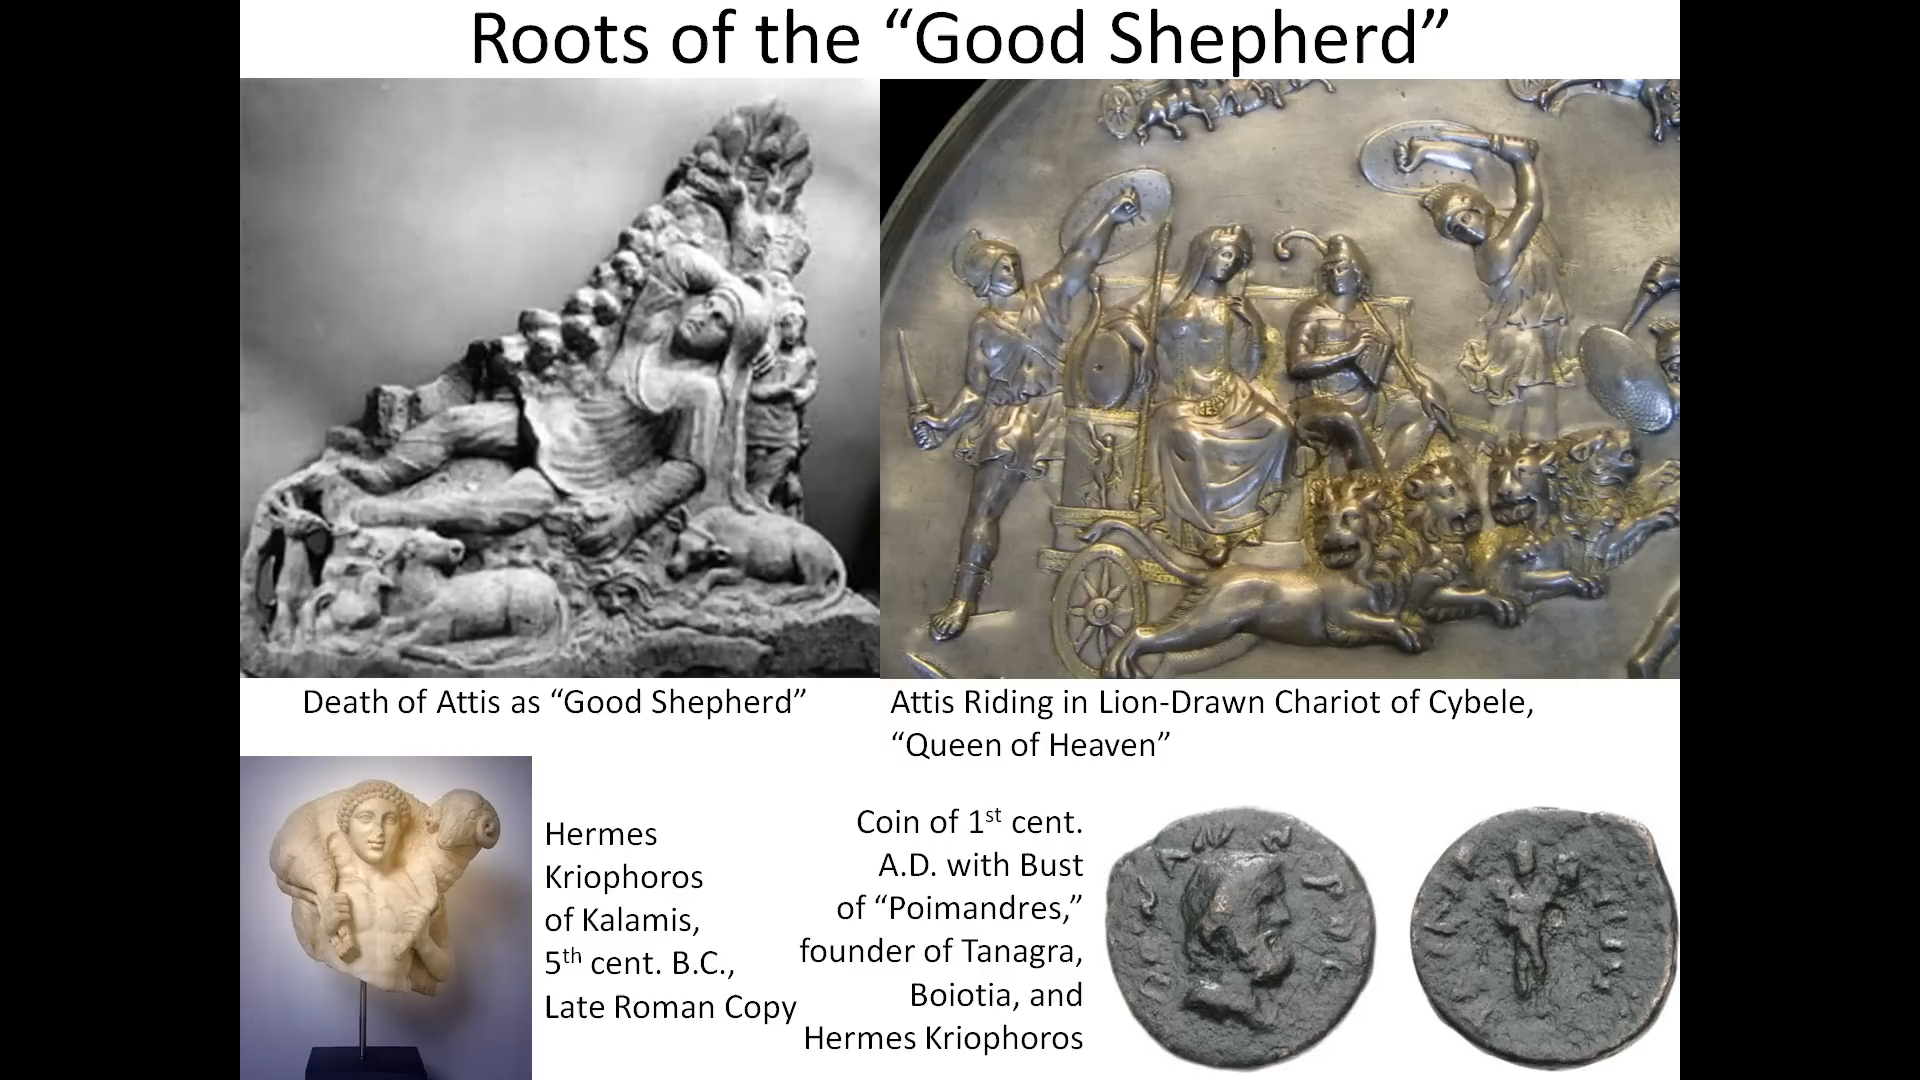 Roots of the “Good Shepherd”
Death of Attis as “Good Shepherd”
Attis Riding in Lion-Drawn Chariot of Cybele,
“Queen of Heaven”
Hermes
Kriophoros
of Kalamis,
5th cent. B.C.,
Late Roman Copy
Coin of 1st cent.
A.D. with Bust
of “Poimandres,”
founder of Tanagra,
Boiotia, and
Hermes Kriophoros